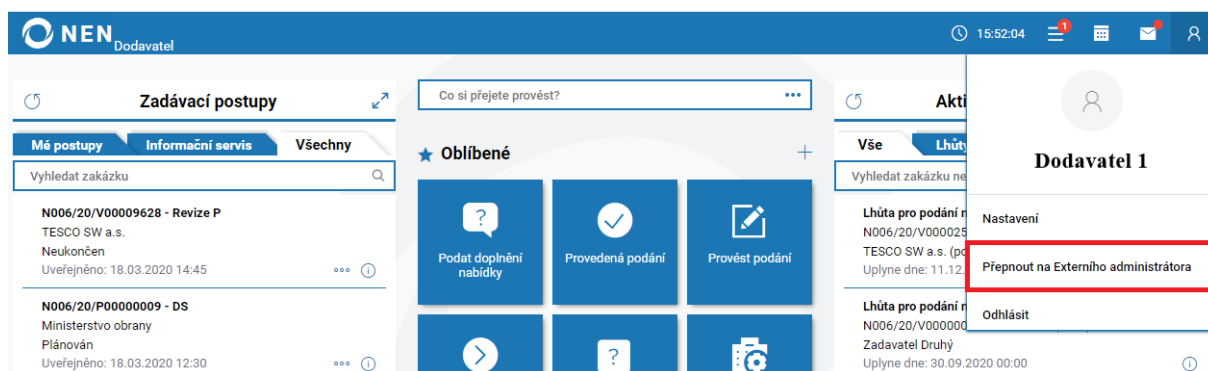 NEN Dodavatel
15:52:04
1
Zadávací postupy
Mé postupy Informační servis Všechny
Vyhledat zakázku
N006/20/V00009628 - Revize P
TESCO SW a.s.
Neukončen
Uveřejněno: 18.03.2020 14:45
N006/20/P00000009 - DS
Ministerstvo obrany
Plánován
Uveřejněno: 18.03.2020 12:30
Co si přejete provést?
Oblíbené
Podat doplnění
nabídky
Provedená podání
Provést podání
Akti
Vše Lhůty
Vyhledat zakázku ne
Lhůta pro podání n
N006/20/V000025
TESCO SW a.s. (po
Uplyne dne: 11.12.
Lhůta pro podání n
N006/20/V000000
Zadavatel Druhý
Uplyne dne: 30.09.2020 00:00
Dodavatel 1
Nastavení
Přepnout na Externího administrátora
Odhlásit